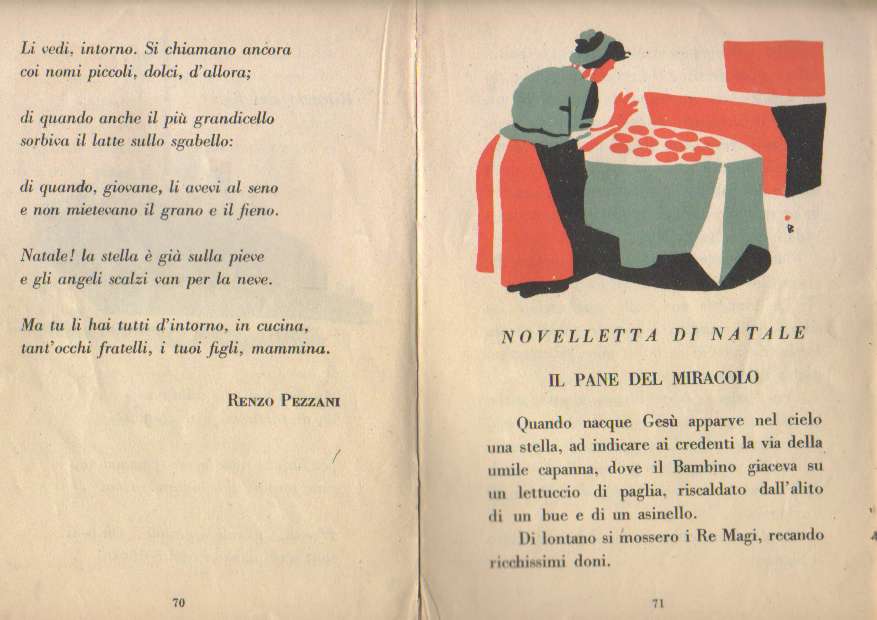 Li vedi, intorno. Si chiamano ancora
coi nomi piccoli, dolci, d'allora;
di quando anche il più grandicello
sorbiva il latte sullo sgabello:
di quando, giovane, li avevi al seno
e non mietevano il grano e il fieno.
Natale! la stella è già sulla pieve
e gli angeli scalzi van per la neve.
Ma tu li hai tutti d'intorno, in cucina,
tant'occhi fratelli, i tuoi figli, mammina.
RENZO PEZZANI
70
NOVELLETTA DI NATALE
IL PANE DEL MIRACOLO
Quando nacque Gesù apparve nel cielo
una stella, ad indicare ai credenti la via della
umile capanna, dove il Bambino giaceva su
un lettuccio di paglia, riscaldato dall'alito
di un bue e di un asinello.
Di lontano si mossero i Re Magi, recando
ricchissimi doni.
71